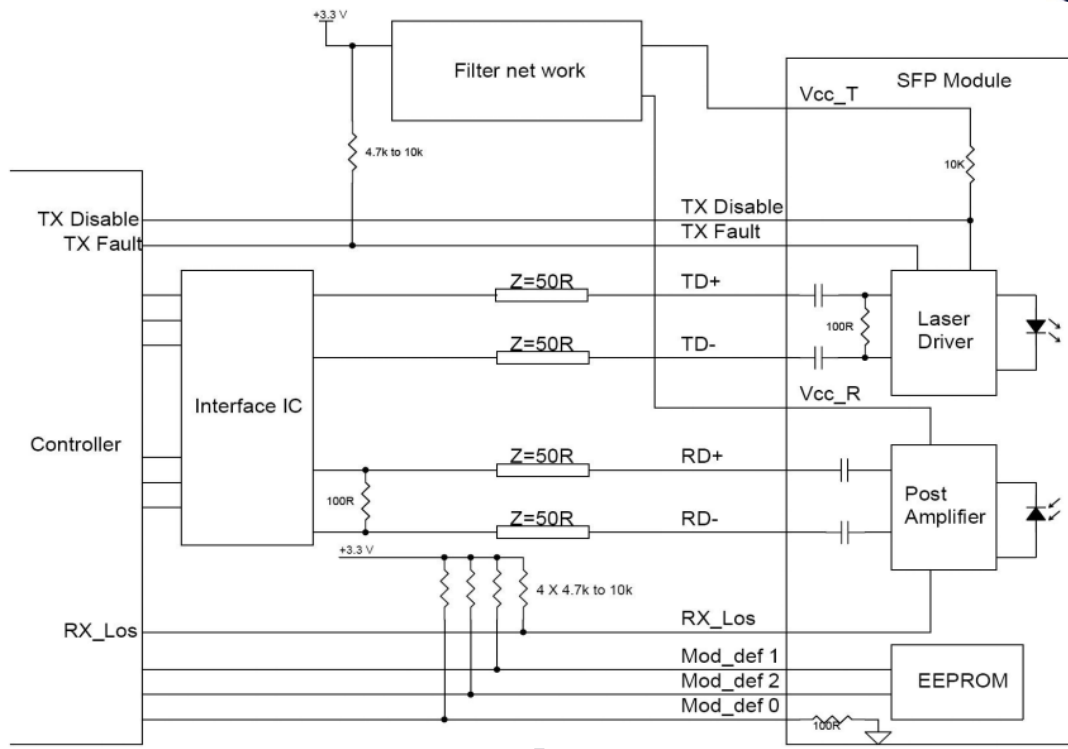 +3.3 V
Filter net work
SFP Module
Vcc_T
4.7k to 10k
10K
TX Disable
TX Disable
TX Fault
TX Fault
Z=50R
TD+
100R
Laser
Driver
Z=50R
TD-
Interface IC
Vcc_R
Controller
Z=50R
RD+
100R
Post
Amplifier
Z=50R
RD-
+3.3 V
4 X 4.7k to 10k
RX_Los
RX_Los
Mod_def 1
Mod_def 2
EEPROM
Mod_def 0
100R